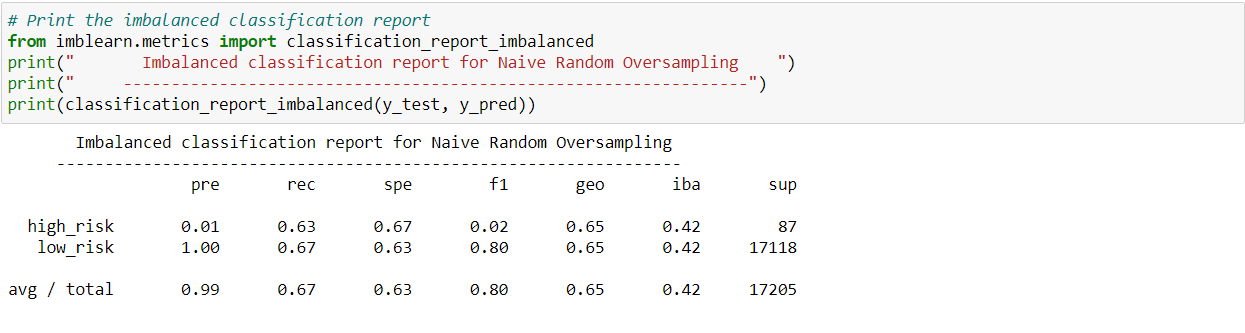 # Print the imbalanced classification report
from imblearn.metrics import classification_report_imbalanced
print("       Imbalanced classification report for Naive Random Oversampling    ")
print("     -----------------------------------------------------------------")
print(classification_report_imbalanced(y_test, y_pred))
       Imbalanced classification report for Naive Random Oversampling
     -----------------------------------------------------------------
                   pre       rec       spe        f1       geo       iba       sup
  high_risk       0.01      0.63      0.67      0.02      0.65      0.42        87
   low_risk       1.00      0.67      0.63      0.80      0.65      0.42     17118
avg / total       0.99      0.67      0.63      0.80      0.65      0.42     17205